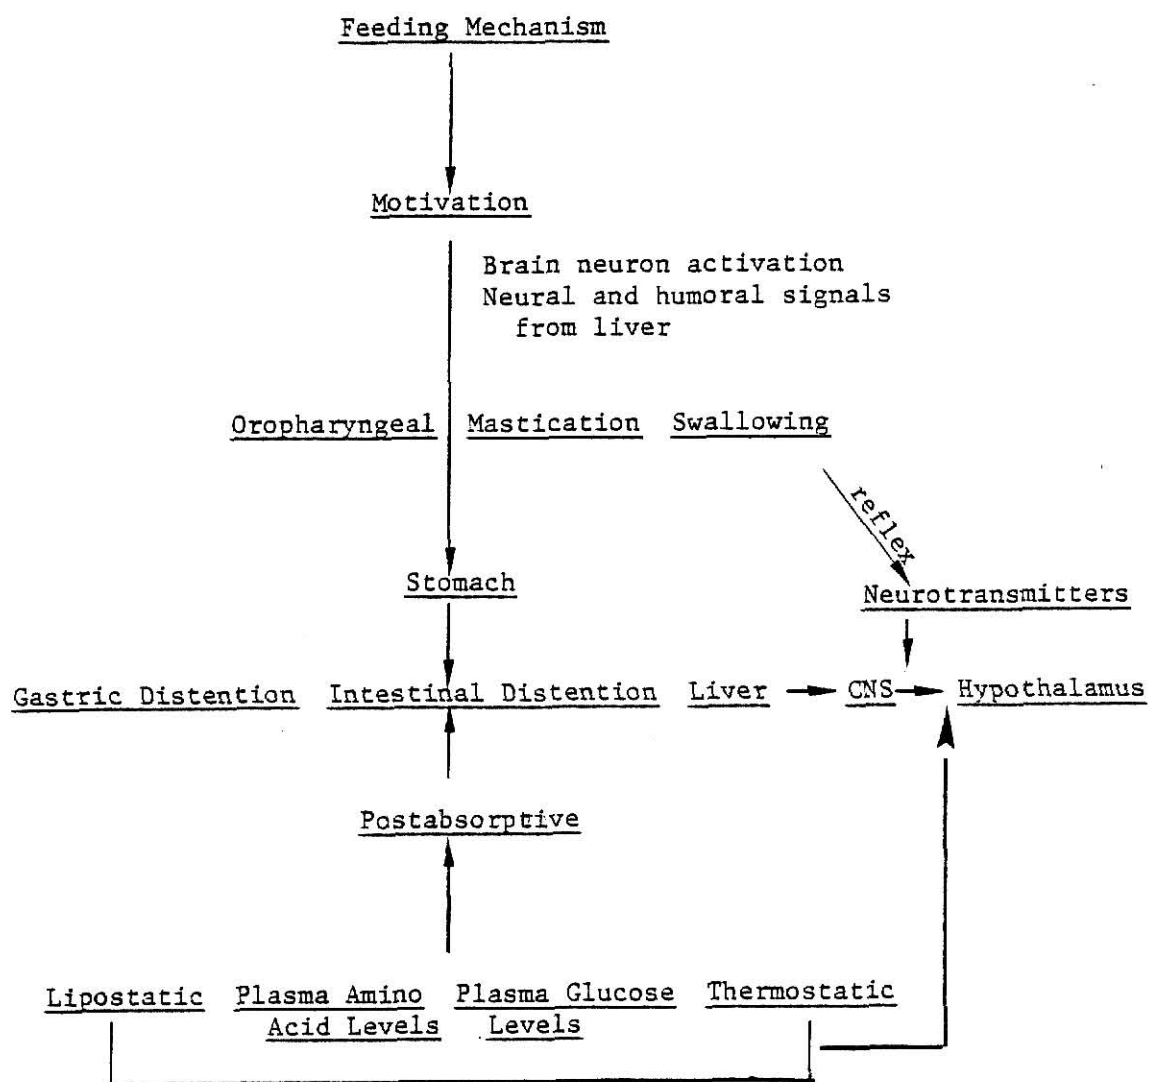 Feeding Mechanism
Motivation
Brain neuron activation
Neural and humoral signals
from liver
Oropharyngeal Mastication Swallowing
reflex
Stomach
Neurotransmitters
Gastric Distention Intestinal Distention Liver CNS Hypothalamus
Postabsorptive
Lipostatic Plasma Amino Plasma Glucose Thermostatic
Acid Levels Levels